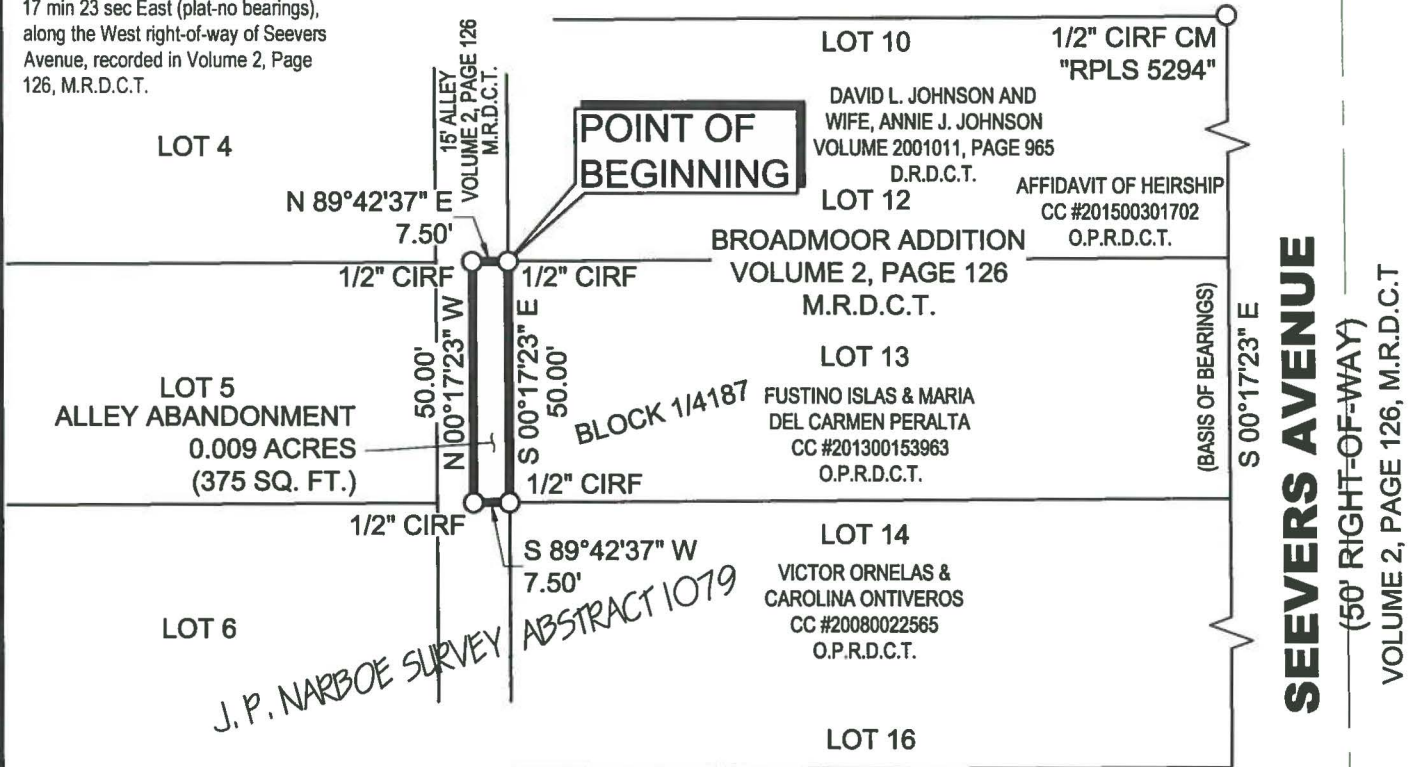 17 min 23 sec East (plat-no bearings),
along the West right-of-way of Seevers
Avenue, recorded in Volume 2, Page
126, M.R.D.C.T.
LOT 4
15' ALLEY
VOLUME 2, PAGE 126
M.R.D.C.T.
POINT OF
BEGINNING
LOT 10
1/2" CIRF CM
"RPLS 5294"
DAVID L. JOHNSON AND
WIFE, ANNIE J. JOHNSON
VOLUME 2001011, PAGE 965
D.R.D.C.T.
LOT 12
AFFIDAVIT OF HEIRSHIP
CC #201500301702
O.P.R.D.C.T.
N 89°42'37" E
7.50'
1/2" CIRF
1/2" CIRF
BROADMOOR ADDITION
VOLUME 2, PAGE 126
M.R.D.C.T.
LOT 5
ALLEY ABANDONMENT
0.009 ACRES
(375 SQ. FT.)
50.00'
N 00°17'23" W
S 00°17'23" E
50.00'
BLOCK 1/4187
LOT 13
FUSTINO ISLAS & MARIA
DEL CARMEN PERALTA
CC #201300153963
O.P.R.D.C.T.
(BASIS OF BEARINGS)
S 00°17'23" E
SEEVERS AVENUE
(50' RIGHT-OF-WAY)
VOLUME 2, PAGE 126, M.R.D.C.T
1/2" CIRF
1/2" CIRF
S 89°42'37" W
7.50'
LOT 14
VICTOR ORNELAS &
CAROLINA ONTIVEROS
CC #20080022565
O.P.R.D.C.T.
LOT 6
J. P. NARBOE SURVEY ABSTRACT 1079
LOT 16